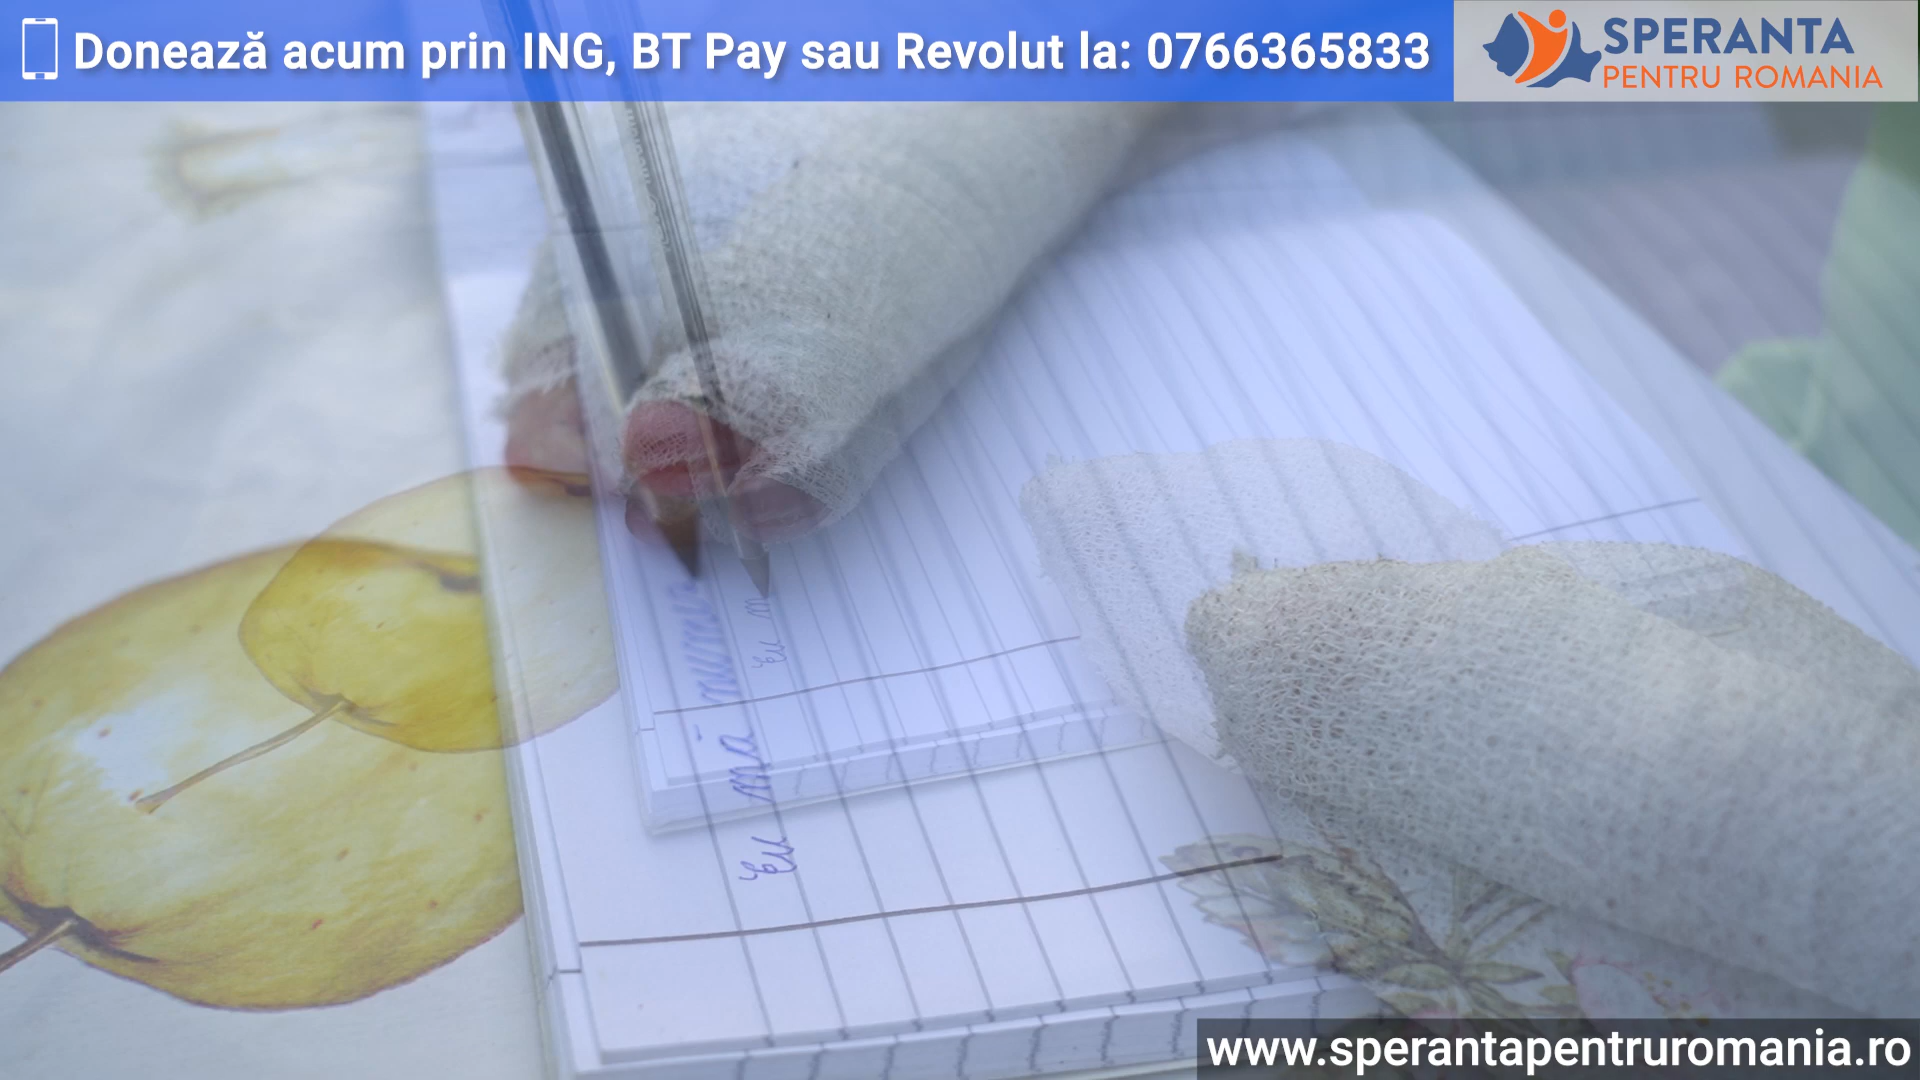 Donează acum prin ING, BT Pay sau Revolut la: 0766365833
SPERANTA
PENTRU ROMANIA
Eu m
Eu mă numesc
www.sperantapentruromania.ro